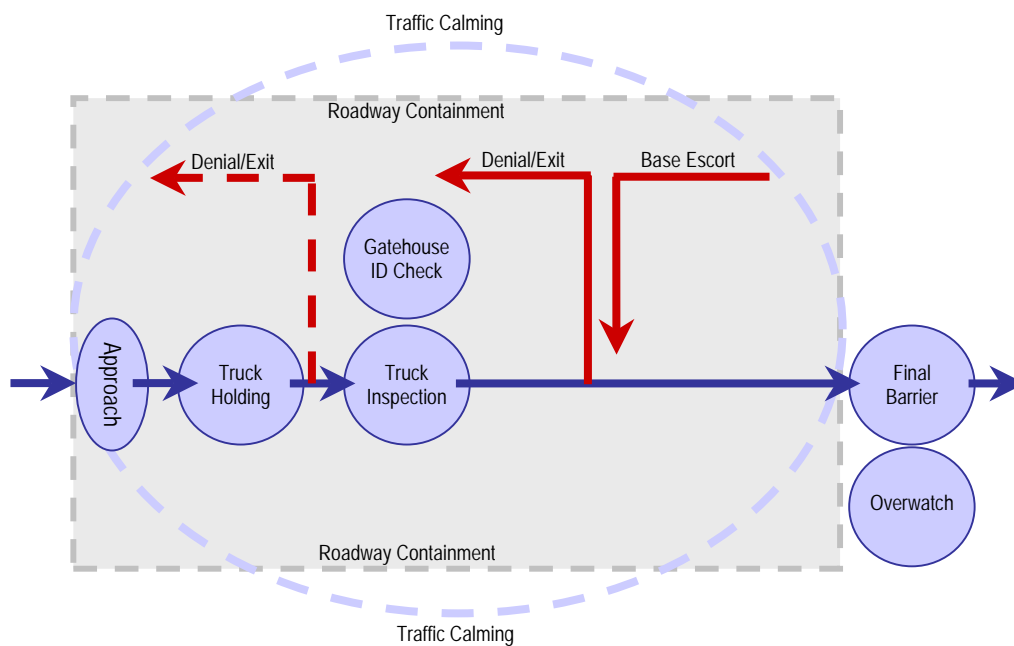 Traffic Calming
Roadway Containment
Denial/Exit
Denial/Exit
Base Escort
Gatehouse
ID Check
Approach
Truck
Holding
Truck
Inspection
Final
Barrier
Overwatch
Roadway Containment
Traffic Calming